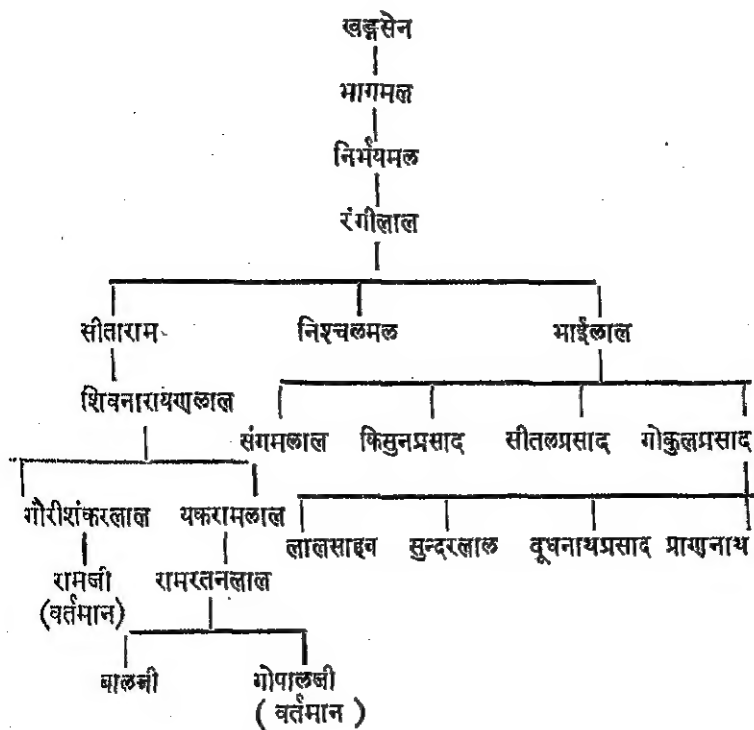 खङ्गसेन
भागमल
निर्भयमल
रंगीलाल
सीताराम निश्चलमल भाईलाल
शिवनारायणलाल
संगमलाल किसुनप्रसाद सीतलप्रसाद गोकुलप्रसाद
गौरीशंकरलाल यकरामलाल
लालसाहब सुन्दरलाल दूधनाथप्रसाद प्राणनाथ
रामजी रामरतनलाल
(वर्तमान)
बालजी गोपालजी
( वर्तमान )